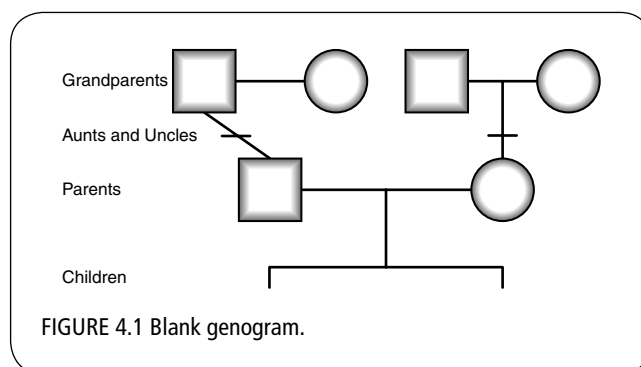 Grandparents
Aunts and Uncles
Parents
Children
FIGURE 4.1 Blank genogram.